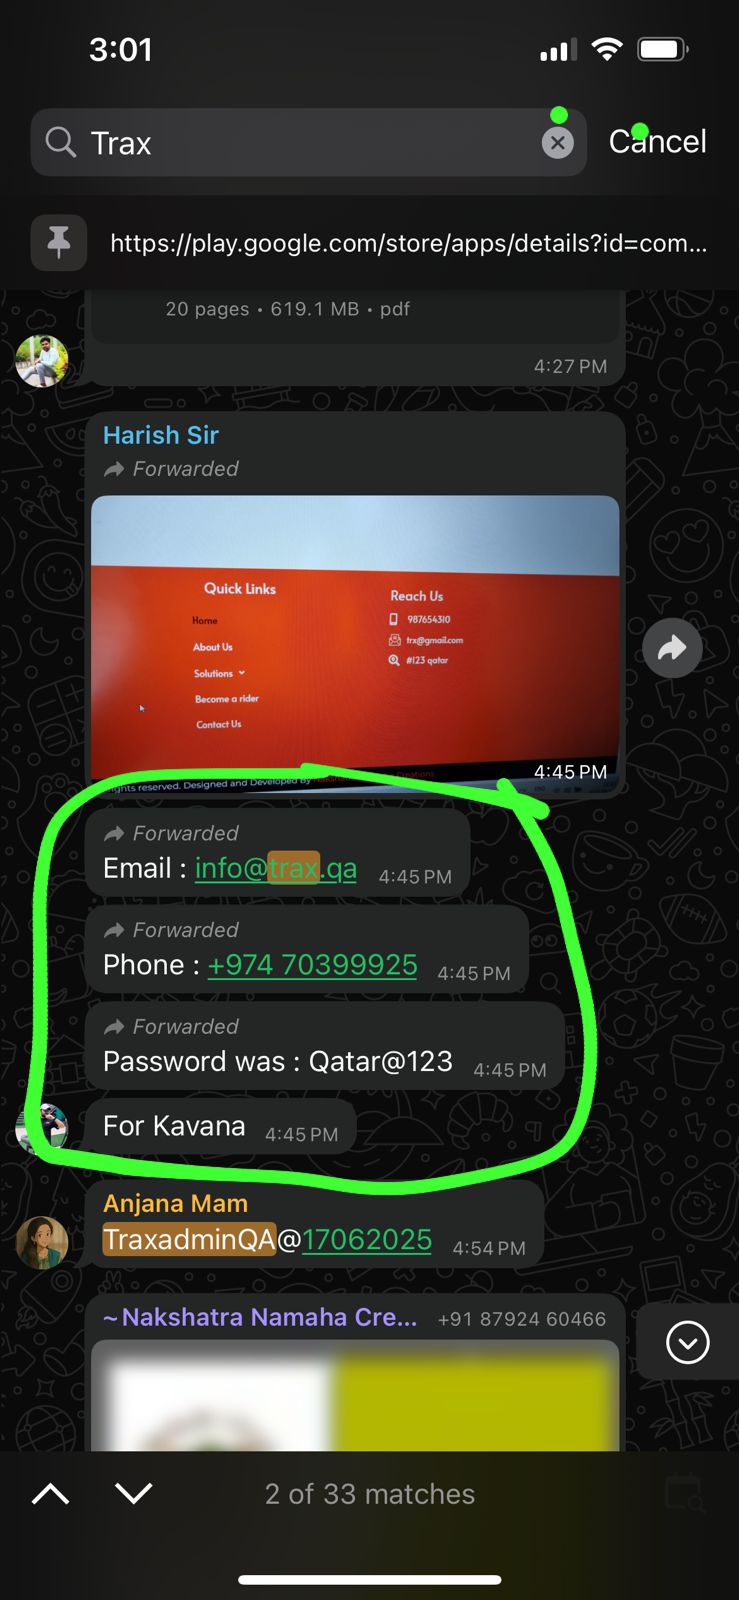 3:01
Trax
Cancel
https://play.google.com/store/apps/details?id=com...
20 pages • 619.1 MB • pdf
4:27 PM
Harish Sir
Forwarded
Quick Links
Home
About Us
Solutions
Become a rider
Contact Us
Reach Us
987654310
trx@gmail.com
#123 qatar
rights reserved. Designed and Developed By
4:45 PM
Forwarded
Email : info@trax.qa 4:45 PM
Forwarded
Phone : +974 70399925 4:45 PM
Forwarded
Password was : Qatar@123 4:45 PM
For Kavana 4:45 PM
Anjana Mam
TraxadminQA@17062025 4:54 PM
~Nakshatra Namaha Cre... +91 87924 60466
2 of 33 matches